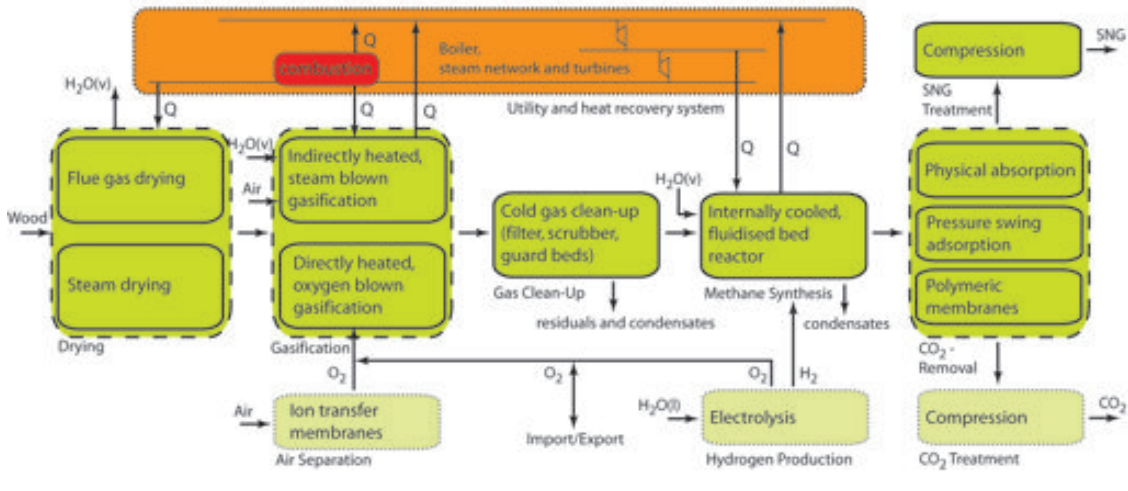 Q
Q
combustion
Boiler,
steam network and turbines
Utility and heat recovery system
Compression
SNG
SNG
Treatment
H2O(v)
Q
Q
Q
H2O(v)
Air
Wood
Flue gas drying
Steam drying
Drying
Indirectly heated,
steam blown
gasification
Directly heated,
oxygen blown
gasification
Gasification
Cold gas clean-up
(filter, scrubber,
guard beds)
Gas Clean-Up
residuals and condensates
Q
Q
H2O(v)
Internally cooled,
fluidised bed
reactor
Methane Synthesis
condensates
Physical absorption
Pressure swing
adsorption
Polymeric
membranes
CO2 -
Removal
O2
O2
O2
H2
Air
Ion transfer
membranes
Air Separation
Import/Export
H2O(l)
Electrolysis
Hydrogen Production
Compression
CO2
CO2 Treatment